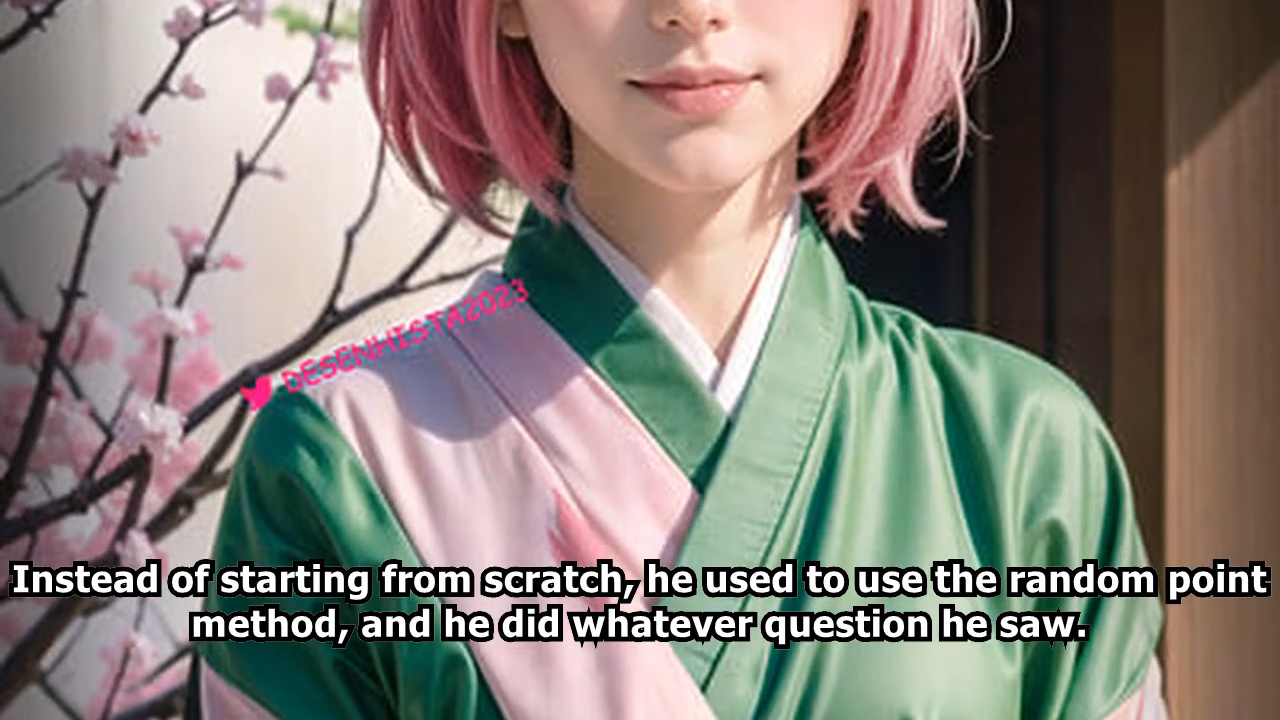 DESENHISTA2023
Instead of starting from scratch, he used to use the random point
method, and he did whatever question he saw.